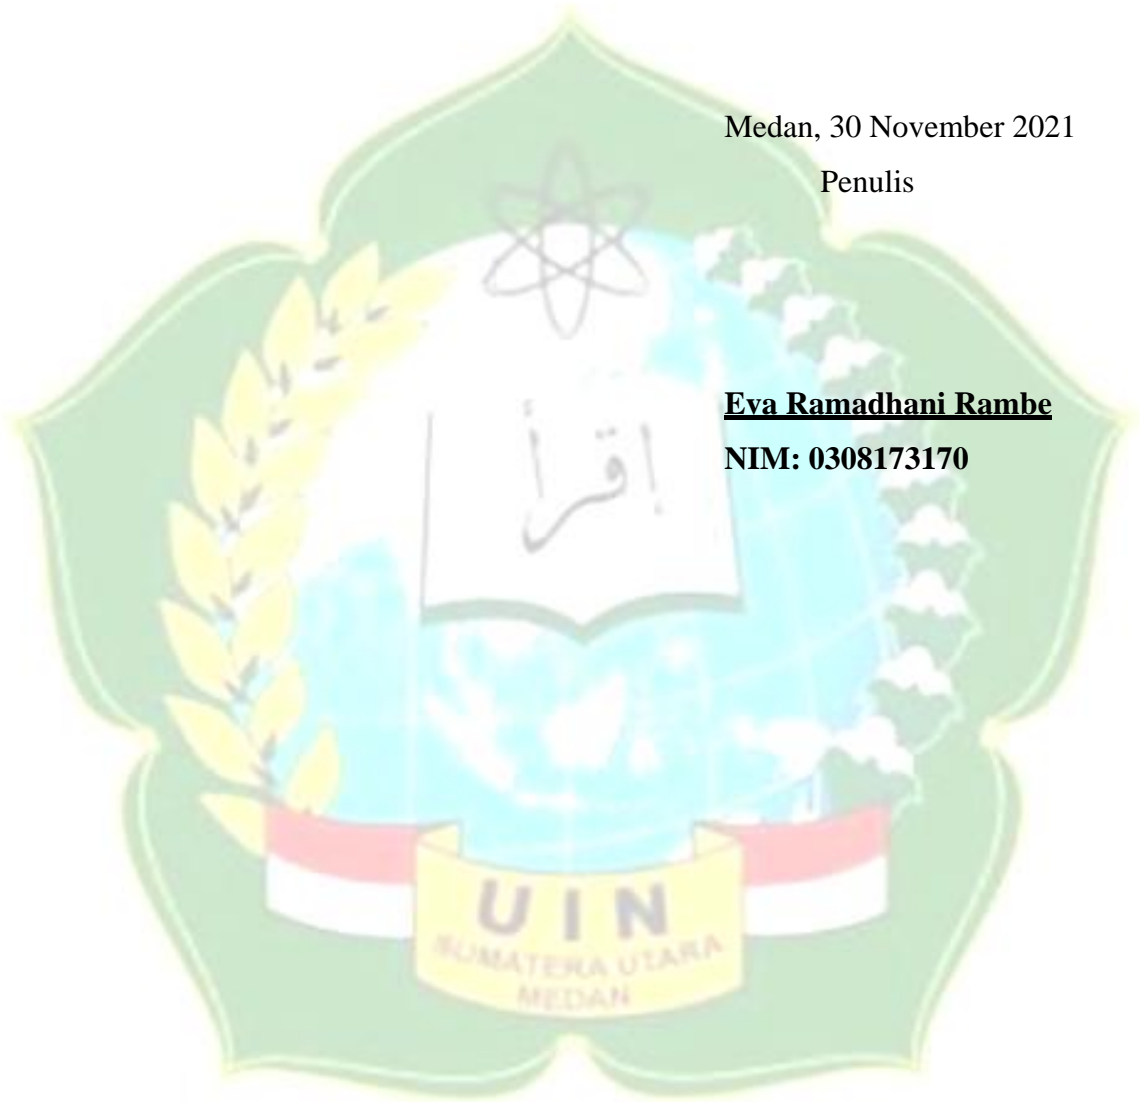 Medan, 30 November 2021
Penulis
Eva Ramadhani Rambe
NIM: 0308173170
إقرأ
UIN
SUMATERA UTARA
MEDAN